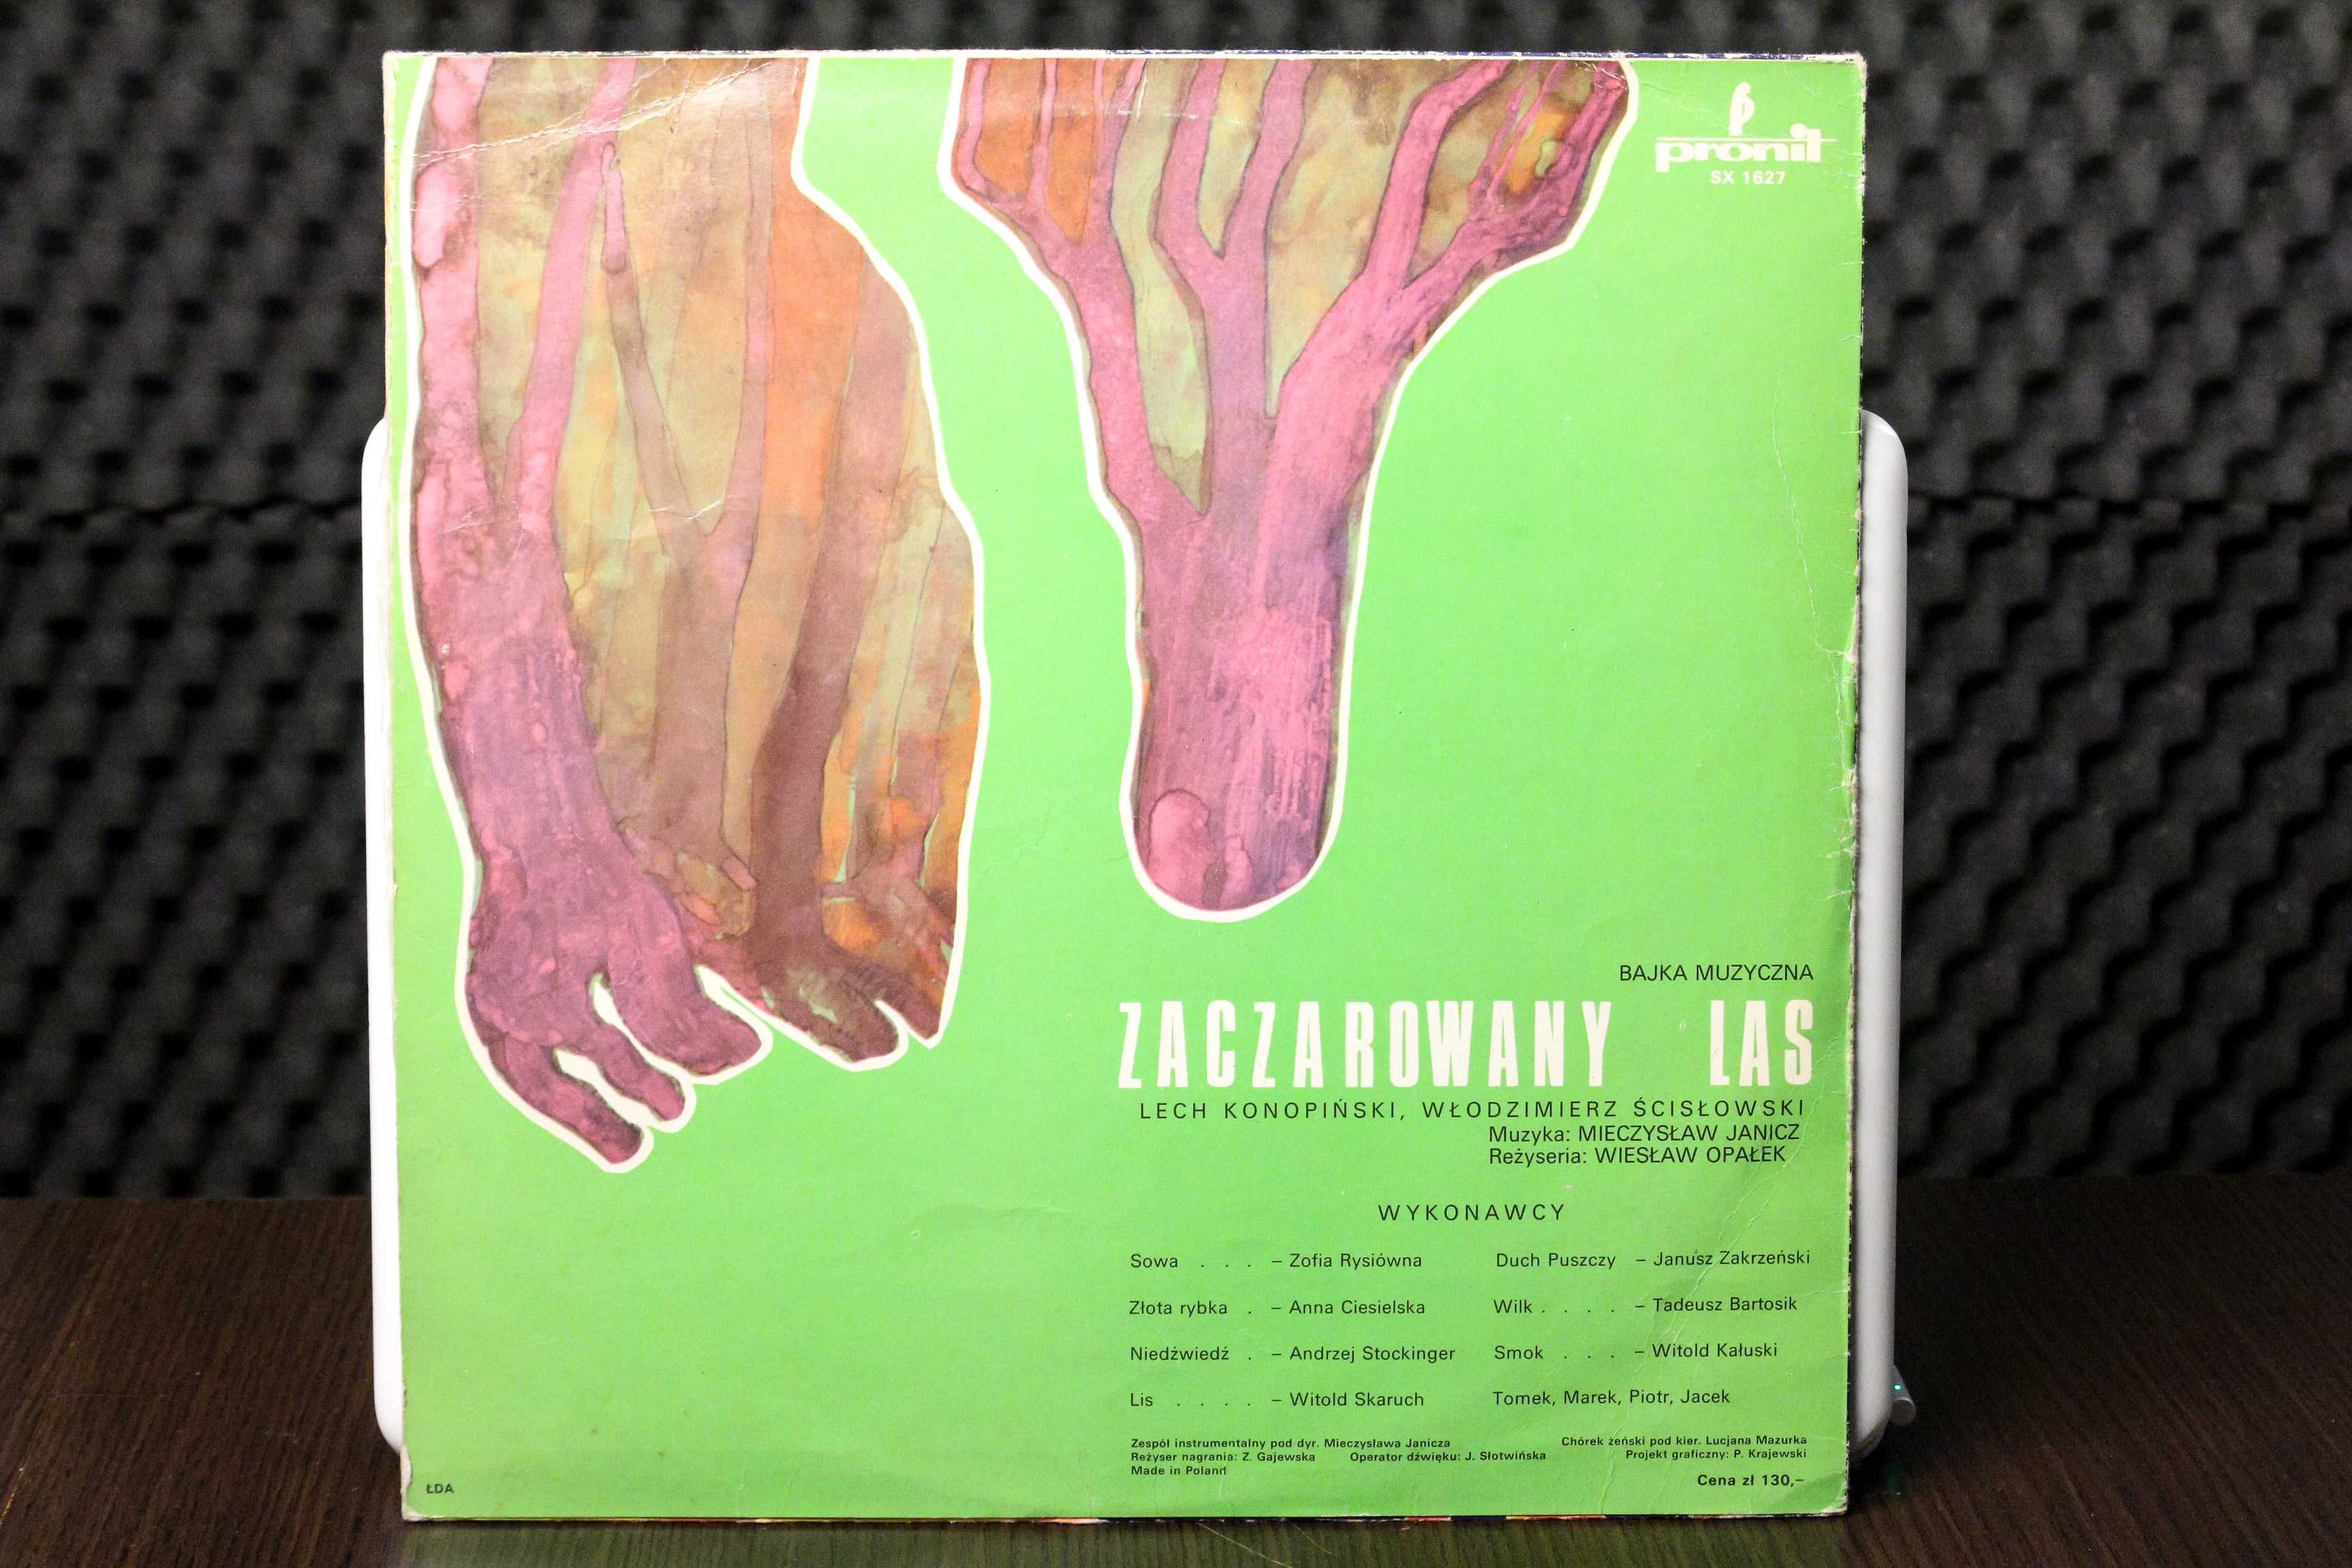 pronit
SX 1627
BAJKA MUZYCZNA
ZACZAROWANY LAS
LECH KONOPIŃSKI, WŁODZIMIERZ ŚCISŁOWSKI
Muzyka: MIECZYSŁAW JANICZ
Reżyseria: WIESŁAW OPAŁEK
WYKONAWCY
Sowa . . . – Zofia Rysiówna Duch Puszczy – Janusz Zakrzeński
Złota rybka . – Anna Ciesielska Wilk . . . . – Tadeusz Bartosik
Niedźwiedź . – Andrzej Stockinger Smok . . . – Witold Kałuski
Lis . . . . – Witold Skaruch Tomek, Marek, Piotr, Jacek
Zespół instrumentalny pod dyr. Mieczysława Janicza Chórek żeński pod kier. Lucjana Mazurka
Reżyser nagrania: Z. Gajewska Operator dźwięku: J. Słotwińska Projekt graficzny: P. Krajewski
Made in Poland
Cena zł 130,–
ŁDA